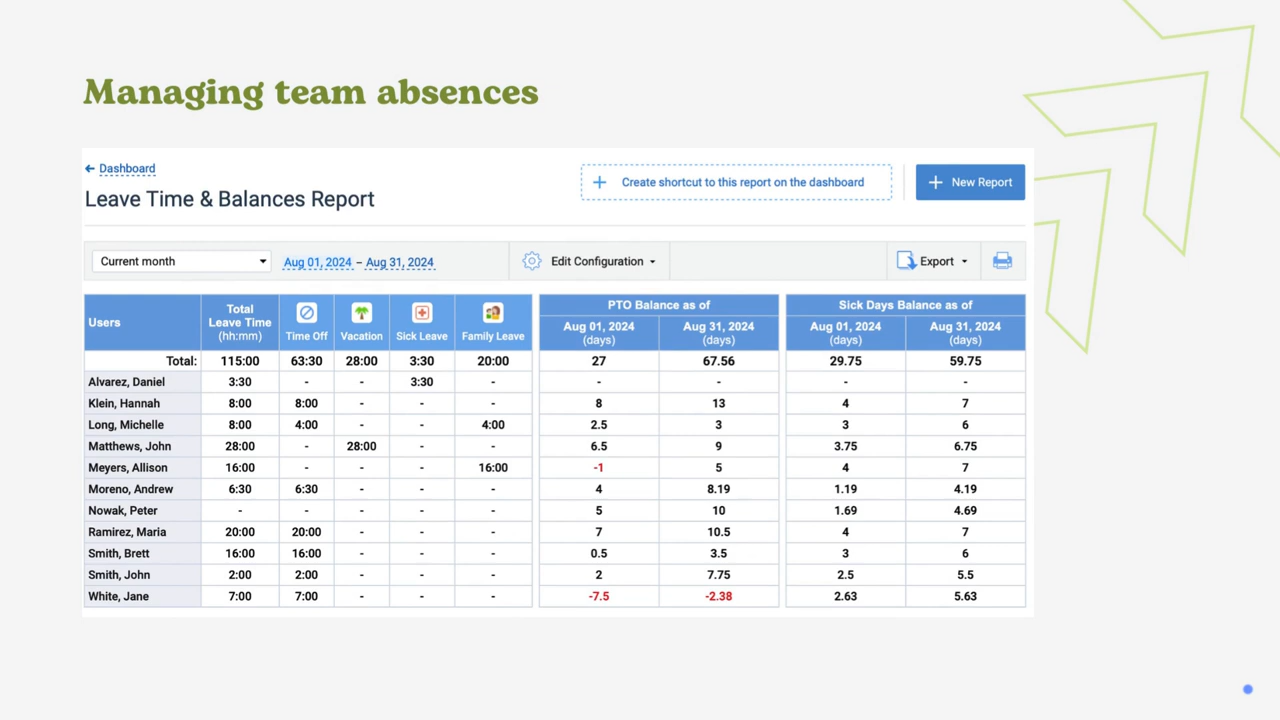 Managing team absences
← Dashboard
Leave Time & Balances Report
+ Create shortcut to this report on the dashboard
+ New Report
Current month
Aug 01, 2024 – Aug 31, 2024
Edit Configuration
Export
Users
Total Leave Time (hh:mm)
Time Off
Vacation
Sick Leave
Family Leave
PTO Balance as of
Aug 01, 2024 (days)
Aug 31, 2024 (days)
Sick Days Balance as of
Aug 01, 2024 (days)
Aug 31, 2024 (days)
Total: 115:00 63:30 28:00 3:30 20:00 27 67.56 29.75 59.75
Alvarez, Daniel 3:30 - - 3:30 - - - - -
Klein, Hannah 8:00 8:00 - - - 8 13 4 7
Long, Michelle 8:00 4:00 - - 4:00 2.5 3 3 6
Matthews, John 28:00 - 28:00 - - 6.5 9 3.75 6.75
Meyers, Allison 16:00 - - - 16:00 -1 5 4 7
Moreno, Andrew 6:30 6:30 - - - 4 8.19 1.19 4.19
Nowak, Peter - - - - - 5 10 1.69 4.69
Ramirez, Maria 20:00 20:00 - - - 7 10.5 4 7
Smith, Brett 16:00 16:00 - - - 0.5 3.5 3 6
Smith, John 2:00 2:00 - - - 2 7.75 2.5 5.5
White, Jane 7:00 7:00 - - - -7.5 -2.38 2.63 5.63